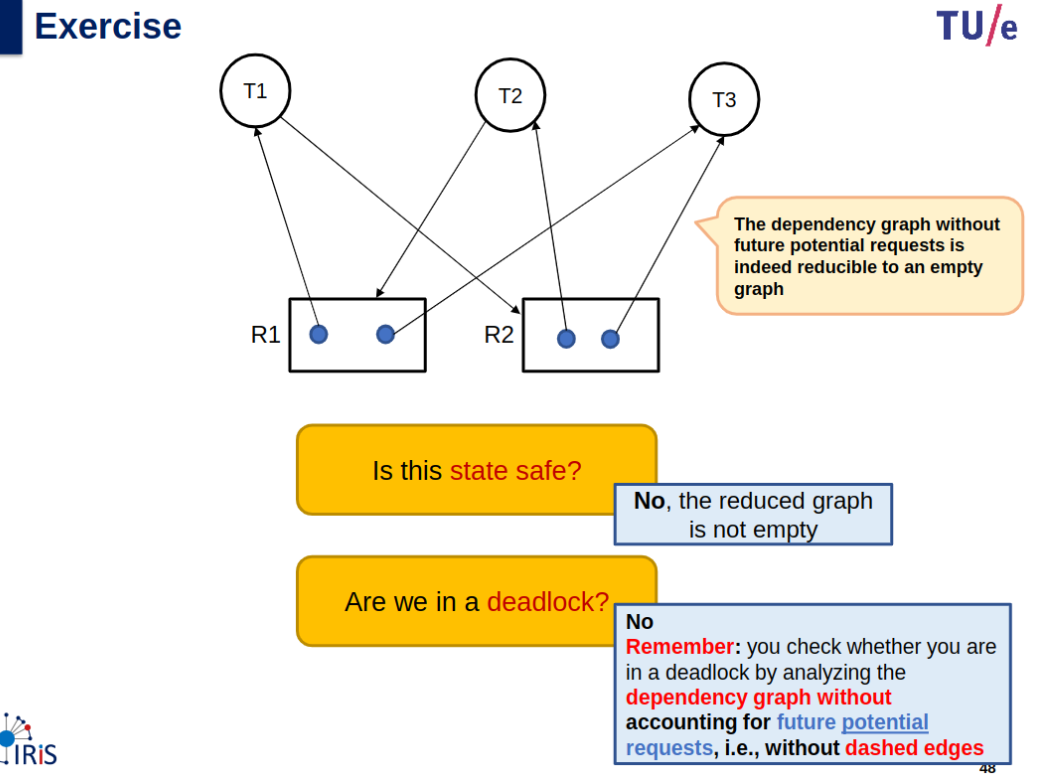 Exercise
TU/e
T1
T2
T3
The dependency graph without
future potential requests is
indeed reducible to an empty
graph
R1
R2
Is this state safe?
No, the reduced graph
is not empty
Are we in a deadlock?
No
Remember: you check whether you are
in a deadlock by analyzing the
dependency graph without
accounting for future potential
requests, i.e., without dashed edges
IRiS
48